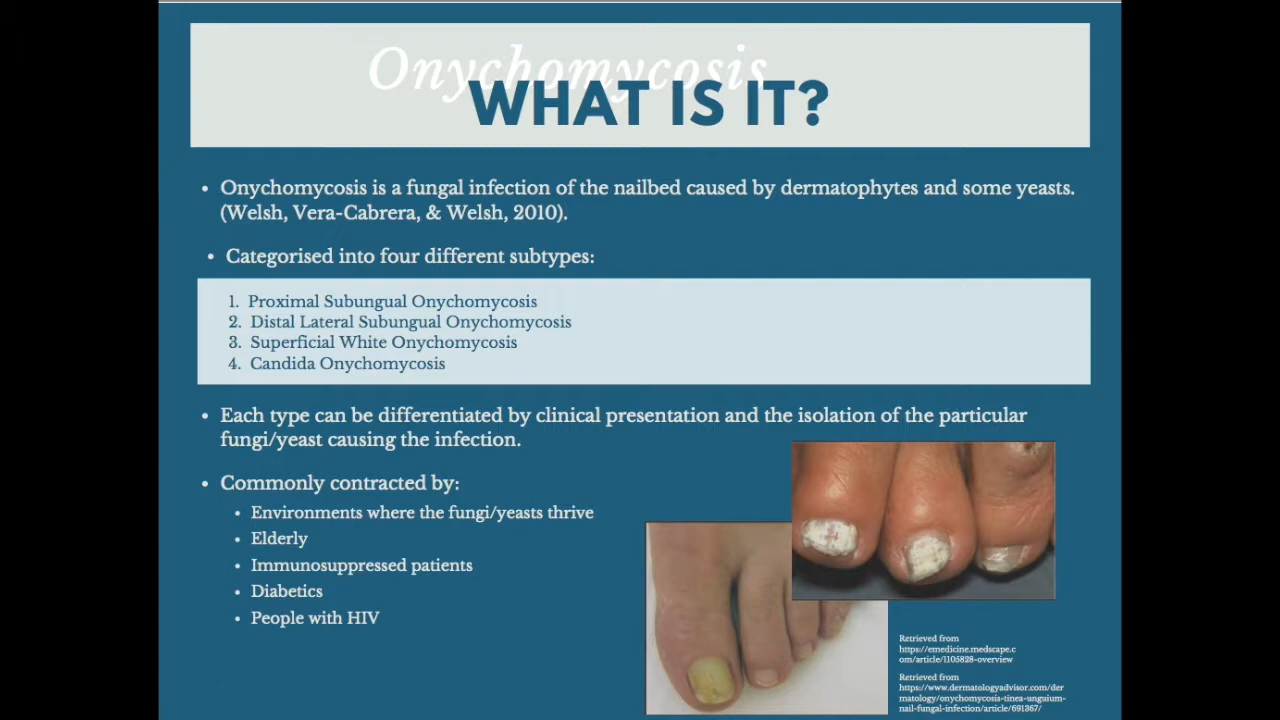 Onychomycosis
WHAT IS IT?
• Onychomycosis is a fungal infection of the nailbed caused by dermatophytes and some yeasts.
(Welsh, Vera-Cabrera, & Welsh, 2010).
• Categorised into four different subtypes:
1. Proximal Subungual Onychomycosis
2. Distal Lateral Subungual Onychomycosis
3. Superficial White Onychomycosis
4. Candida Onychomycosis
• Each type can be differentiated by clinical presentation and the isolation of the particular
fungi/yeast causing the infection.
• Commonly contracted by:
• Environments where the fungi/yeasts thrive
• Elderly
• Immunosuppressed patients
• Diabetics
• People with HIV
Retrieved from
https://emedicine.medscape.c
om/article/1105828-overview
Retrieved from
https://www.dermatologyadvisor.com/der
matology/onychomycosis-tinea-unguium-
nail-fungal-infection/article/691367/